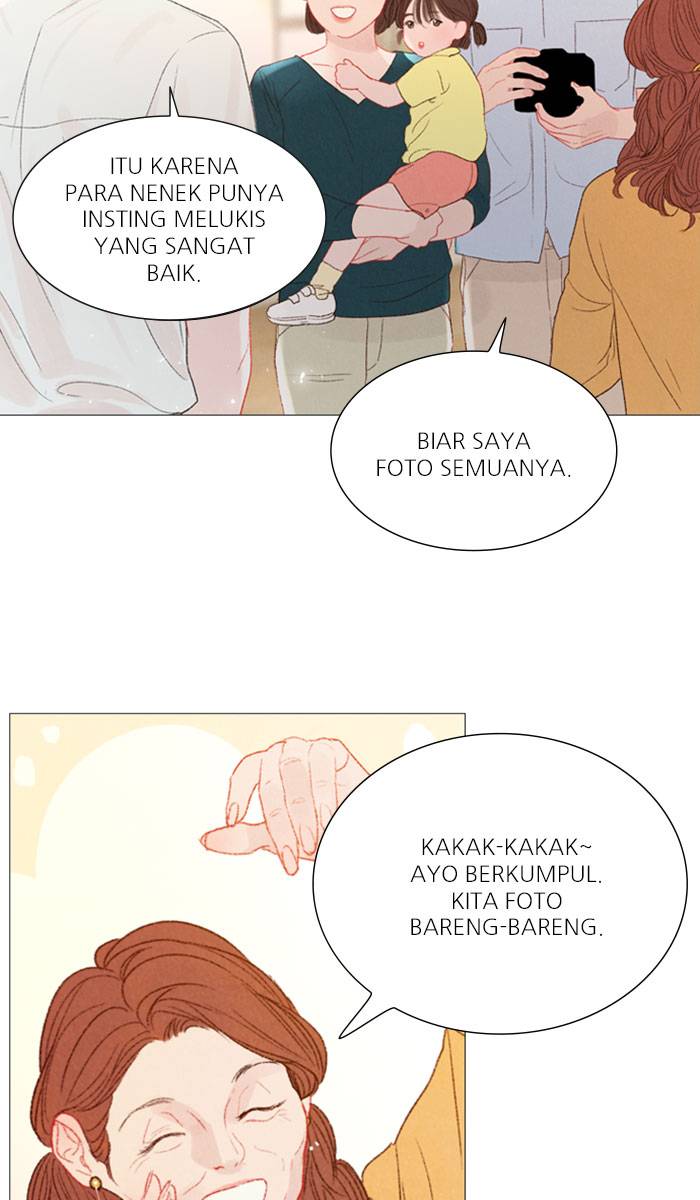 ITU KARENA
PARA NENEK PUNYA
INSTING MELUKIS
YANG SANGAT
BAIK.
BIAR SAYA
FOTO SEMUANYA.
KAKAK-KAKAK~
AYO BERKUMPUL.
KITA FOTO
BARENG-BARENG.